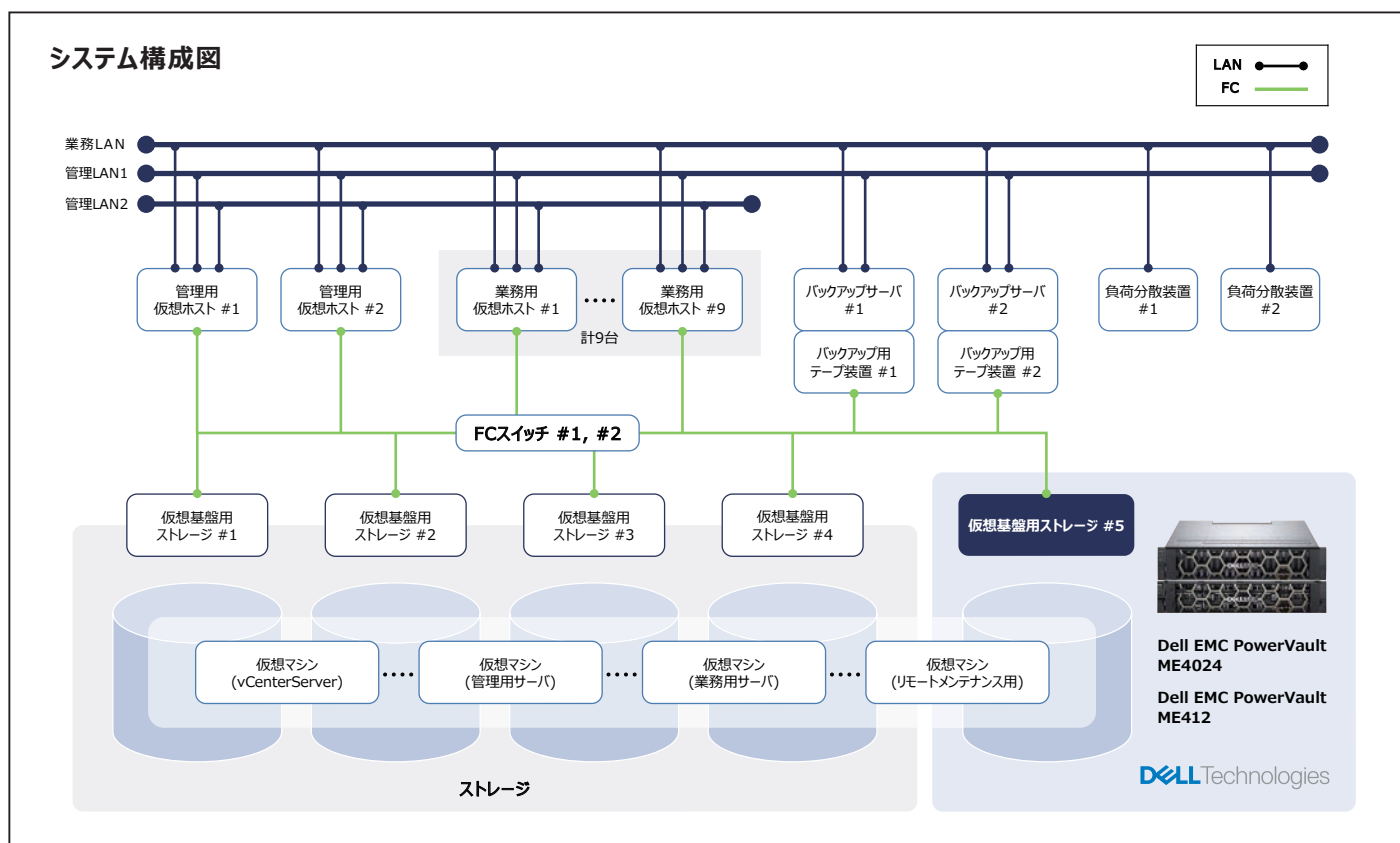 システム構成図
LAN
FC
業務LAN
管理LAN1
管理LAN2
管理用
仮想ホスト #1
管理用
仮想ホスト #2
業務用
仮想ホスト #1
業務用
仮想ホスト #9
計9台
バックアップサーバ
#1
バックアップサーバ
#2
負荷分散装置
#1
負荷分散装置
#2
バックアップ用
テープ装置 #1
バックアップ用
テープ装置 #2
FCスイッチ #1, #2
仮想基盤用
ストレージ #1
仮想基盤用
ストレージ #2
仮想基盤用
ストレージ #3
仮想基盤用
ストレージ #4
仮想基盤用ストレージ #5
仮想マシン
(vCenterServer)
仮想マシン
(管理用サーバ)
仮想マシン
(業務用サーバ)
仮想マシン
(リモートメンテナンス用)
Dell EMC PowerVault
ME4024
Dell EMC PowerVault
ME412
ストレージ
DELLTechnologies